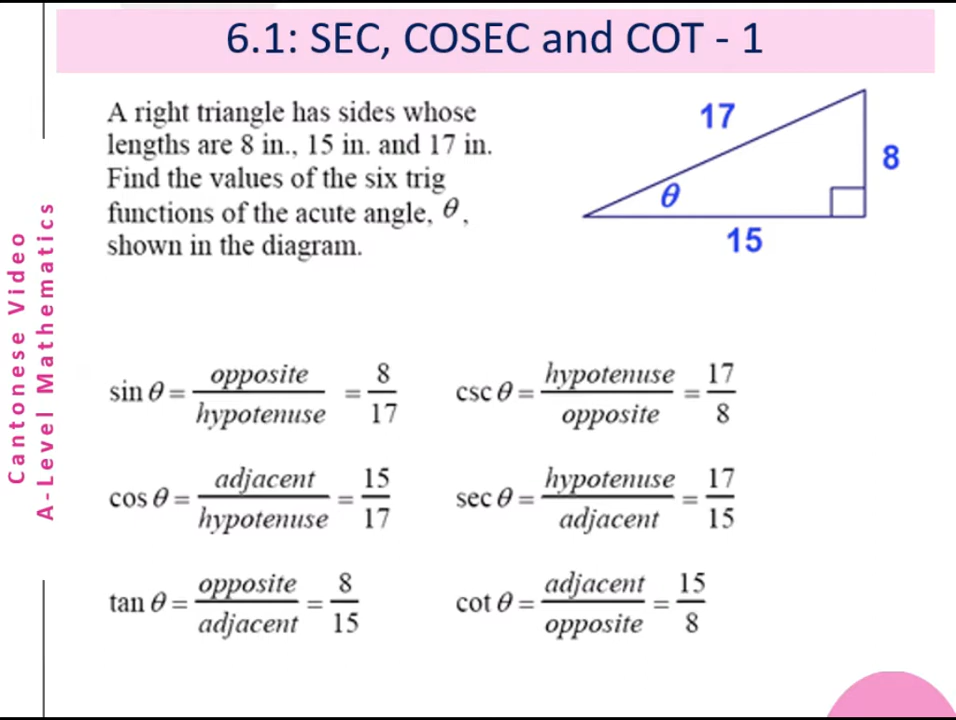 6.1: SEC, COSEC and COT - 1
A right triangle has sides whose
lengths are 8 in., 15 in. and 17 in.
Find the values of the six trig
functions of the acute angle, θ,
shown in the diagram.
17
8
θ
15
sin θ = opposite/hypotenuse = 8/17
csc θ = hypotenuse/opposite = 17/8
cos θ = adjacent/hypotenuse = 15/17
sec θ = hypotenuse/adjacent = 17/15
tan θ = opposite/adjacent = 8/15
cot θ = adjacent/opposite = 15/8
Cantonese Video
A-Level Mathematics